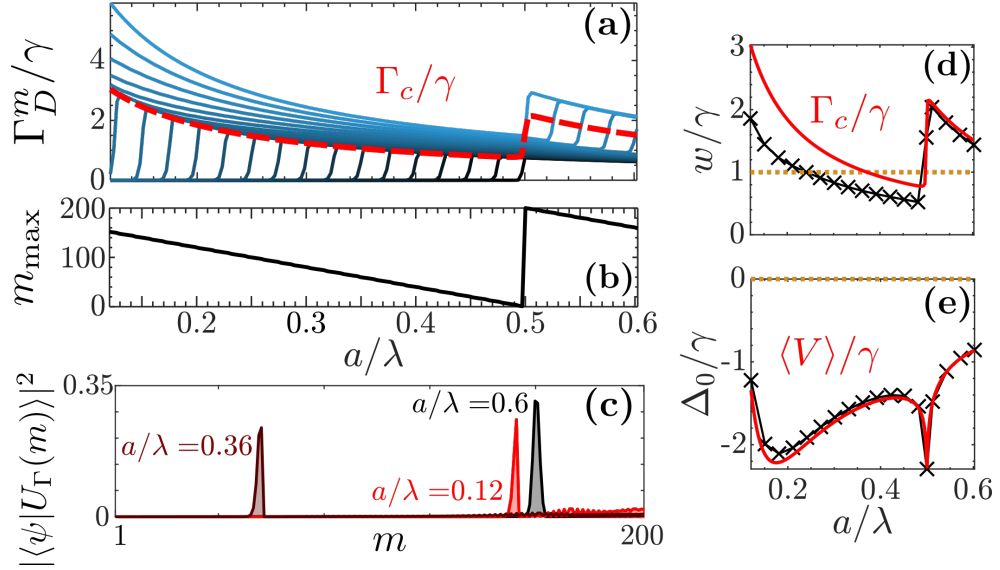 (a)
Γ_D^m/γ
4
2
0
Γ_c/γ
(b)
m_max
200
100
0
0.2
0.3
0.4
0.5
0.6
a/λ
(c)
|⟨ψ|U_Γ(m)⟩|²
0.35
0
a/λ =0.36
a/λ =0.12
a/λ =0.6
1
m
200
(d)
w/γ
3
2
1
0
Γ_c/γ
(e)
Δ_0/γ
0
-1
-2
⟨V⟩/γ
0.2
0.4
0.6
a/λ